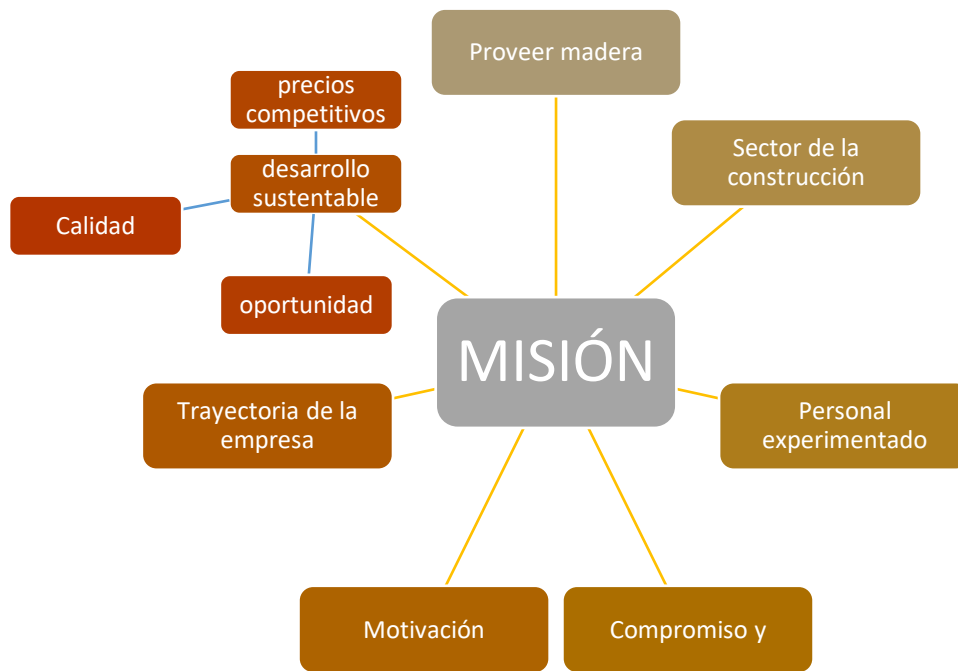 Proveer madera
precios
competitivos
Sector de la
construcción
desarrollo
sustentable
Calidad
oportunidad
MISIÓN
Trayectoria de la
empresa
Personal
experimentado
Motivación
Compromiso y